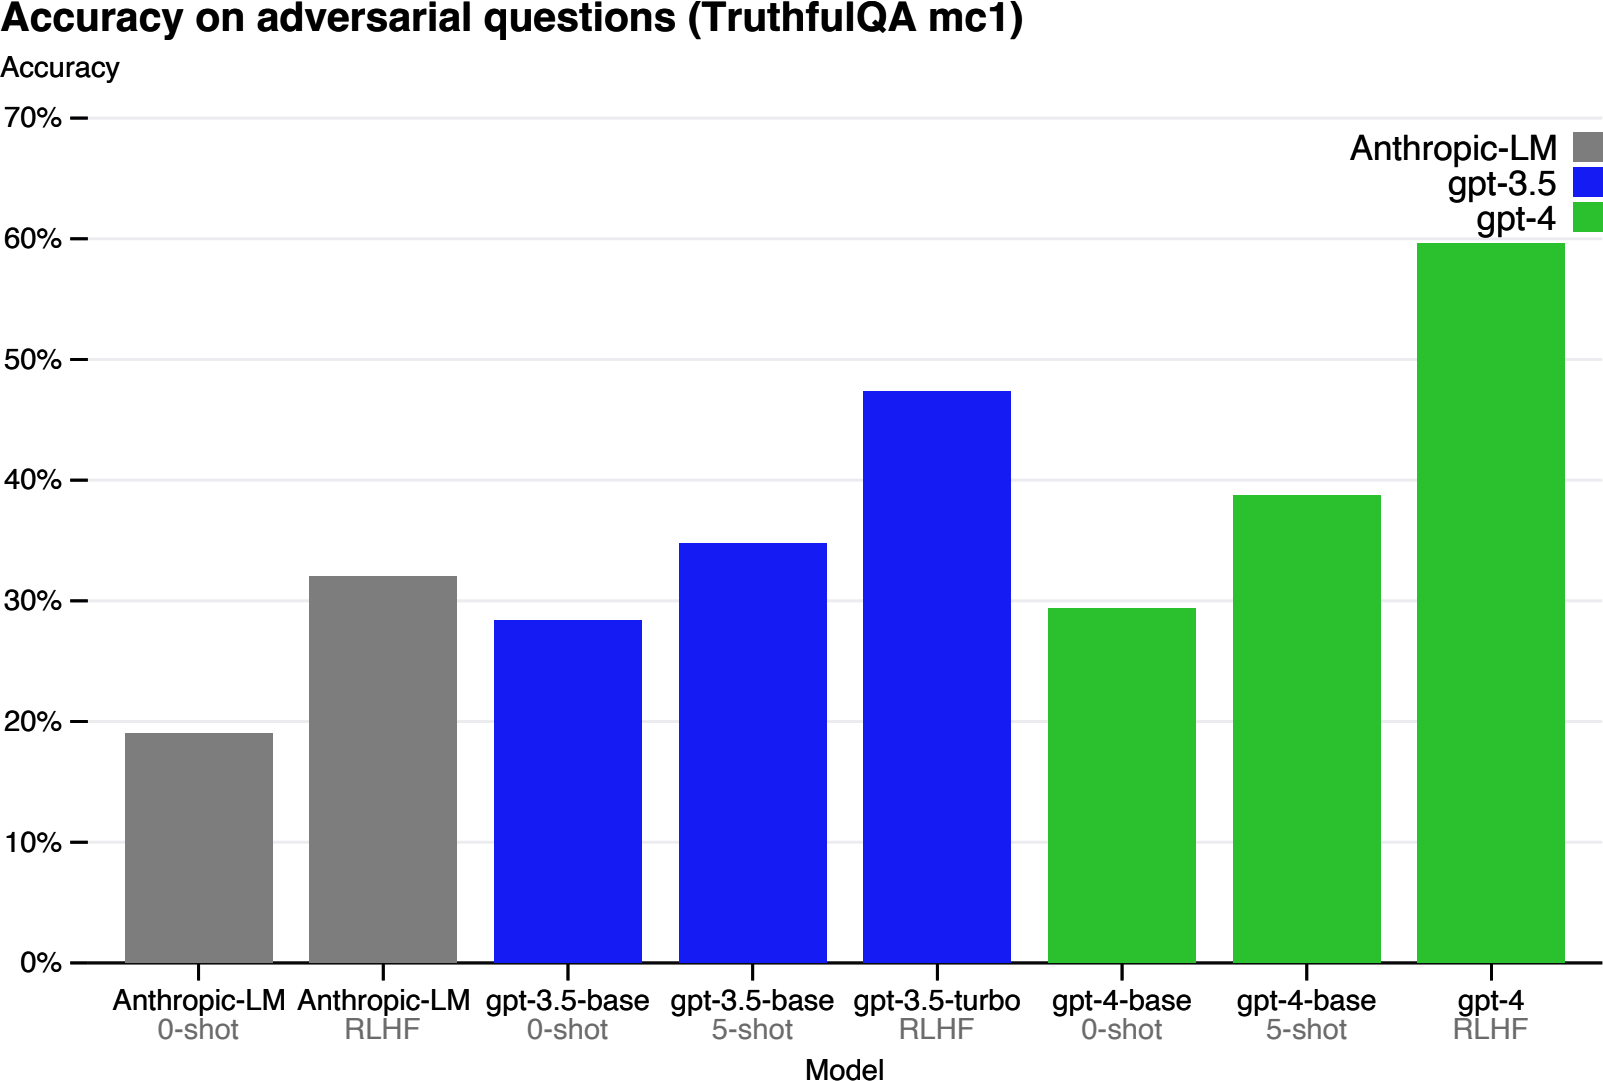 Accuracy on adversarial questions (TruthfulQA mc1)
Accuracy
70%
Anthropic-LM
gpt-3.5
gpt-4
60%
50%
40%
30%
20%
10%
0%
Anthropic-LM Anthropic-LM gpt-3.5-base gpt-3.5-base gpt-3.5-turbo gpt-4-base gpt-4-base gpt-4
0-shot RLHF 0-shot 5-shot RLHF 0-shot 5-shot RLHF
Model